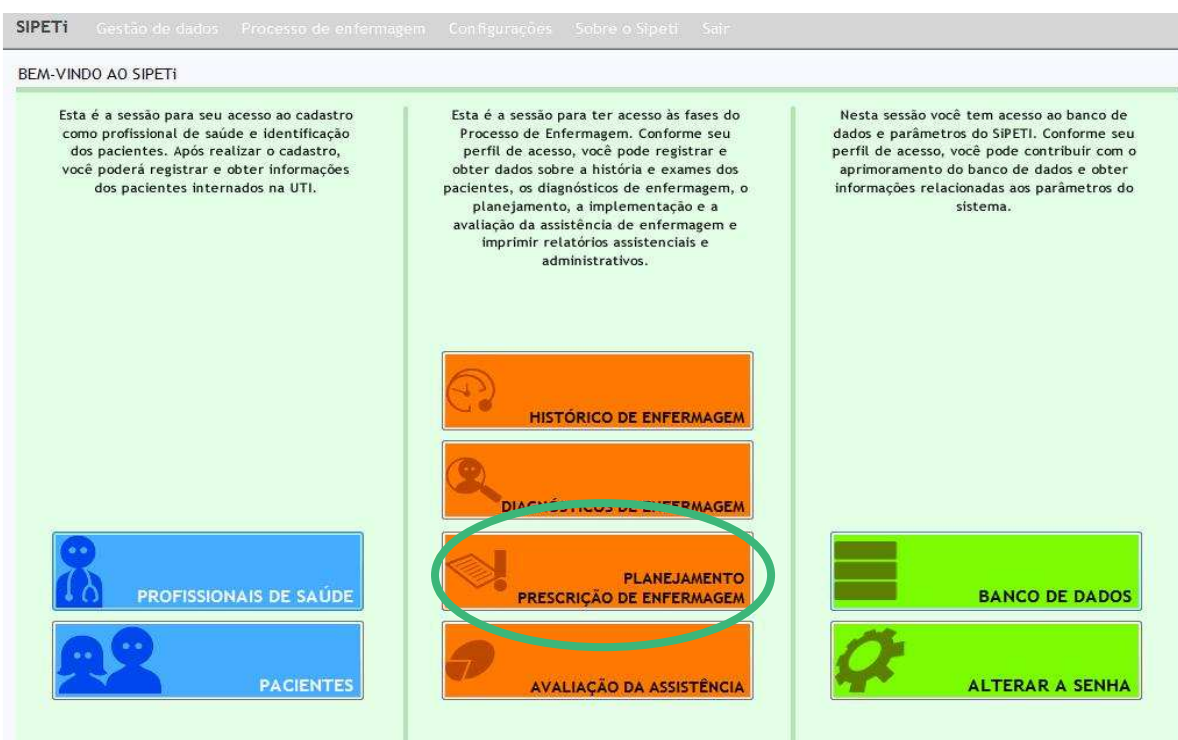 SIPETi Gestão de dados Processo de enfermagem Configurações Sobre o Sipeti Sair
BEM-VINDO AO SIPETi
Esta é a sessão para seu acesso ao cadastro
como profissional de saúde e identificação
dos pacientes. Após realizar o cadastro,
você poderá registrar e obter informações
dos pacientes internados na UTI.
PROFISSIONAIS DE SAÚDE
PACIENTES
Esta é a sessão para ter acesso às fases do
Processo de Enfermagem. Conforme seu
perfil de acesso, você pode registrar e
obter dados sobre a história e exames dos
pacientes, os diagnósticos de enfermagem, o
planejamento, a implementação e a
avaliação da assistência de enfermagem e
imprimir relatórios assistenciais e
administrativos.
HISTÓRICO DE ENFERMAGEM
DIAGNÓSTICOS DE ENFERMAGEM
PLANEJAMENTO
PRESCRIÇÃO DE ENFERMAGEM
AVALIAÇÃO DA ASSISTÊNCIA
Nesta sessão você tem acesso ao banco de
dados e parâmetros do SiPETI. Conforme seu
perfil de acesso, você pode contribuir com o
aprimoramento do banco de dados e obter
informações relacionadas aos parâmetros do
sistema.
BANCO DE DADOS
ALTERAR A SENHA